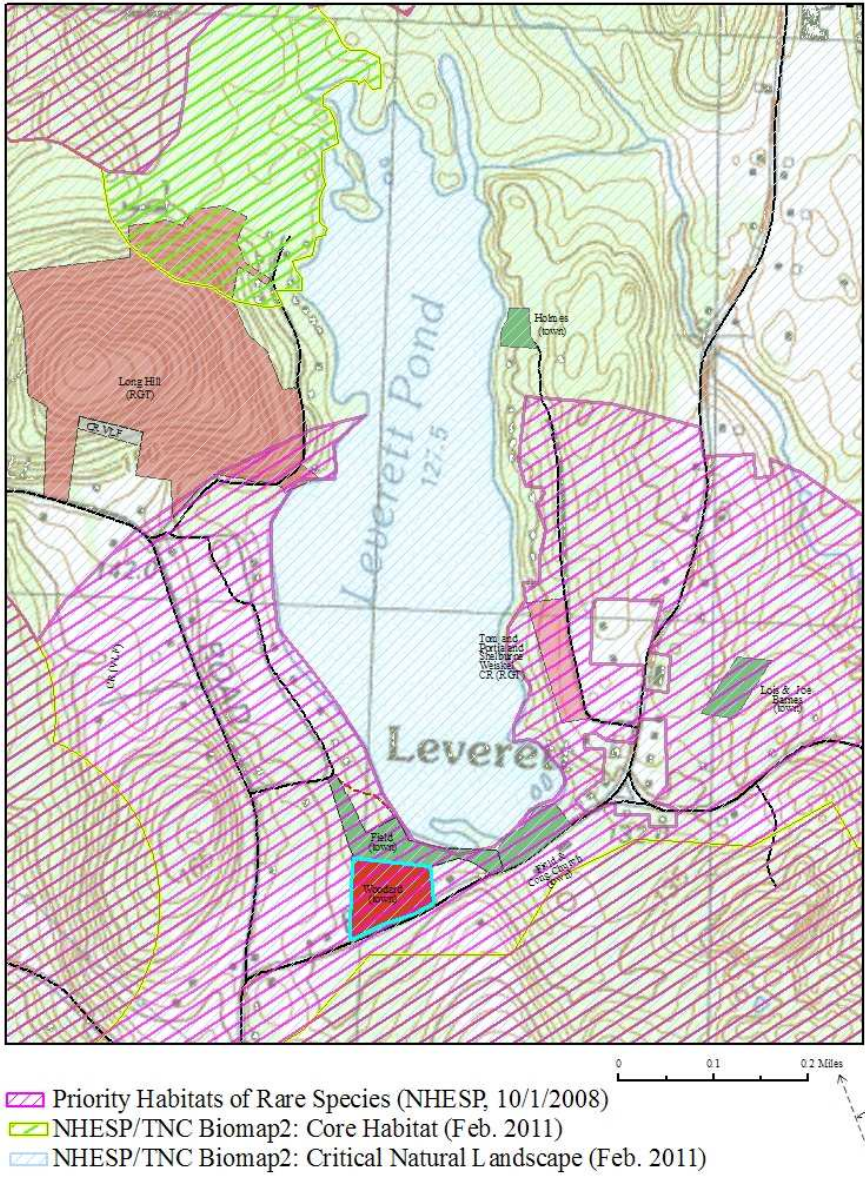 Holmes
(town)
Leverett Pond
127.5
Long Hill
(RGT)
CR VLF
142.0
CR (VLF)
ROAD
Tom and
Portia and
Shelburne
Weiskel
CR (RGT)
Lois & Joe
Barnes
(town)
Leveret
Field
(town)
Field &
Cong Church
(town)
Woodard
(town)
0 0.1 0.2 Miles
Priority Habitats of Rare Species (NHESP, 10/1/2008)
NHESP/TNC Biomap2: Core Habitat (Feb. 2011)
NHESP/TNC Biomap2: Critical Natural Landscape (Feb. 2011)